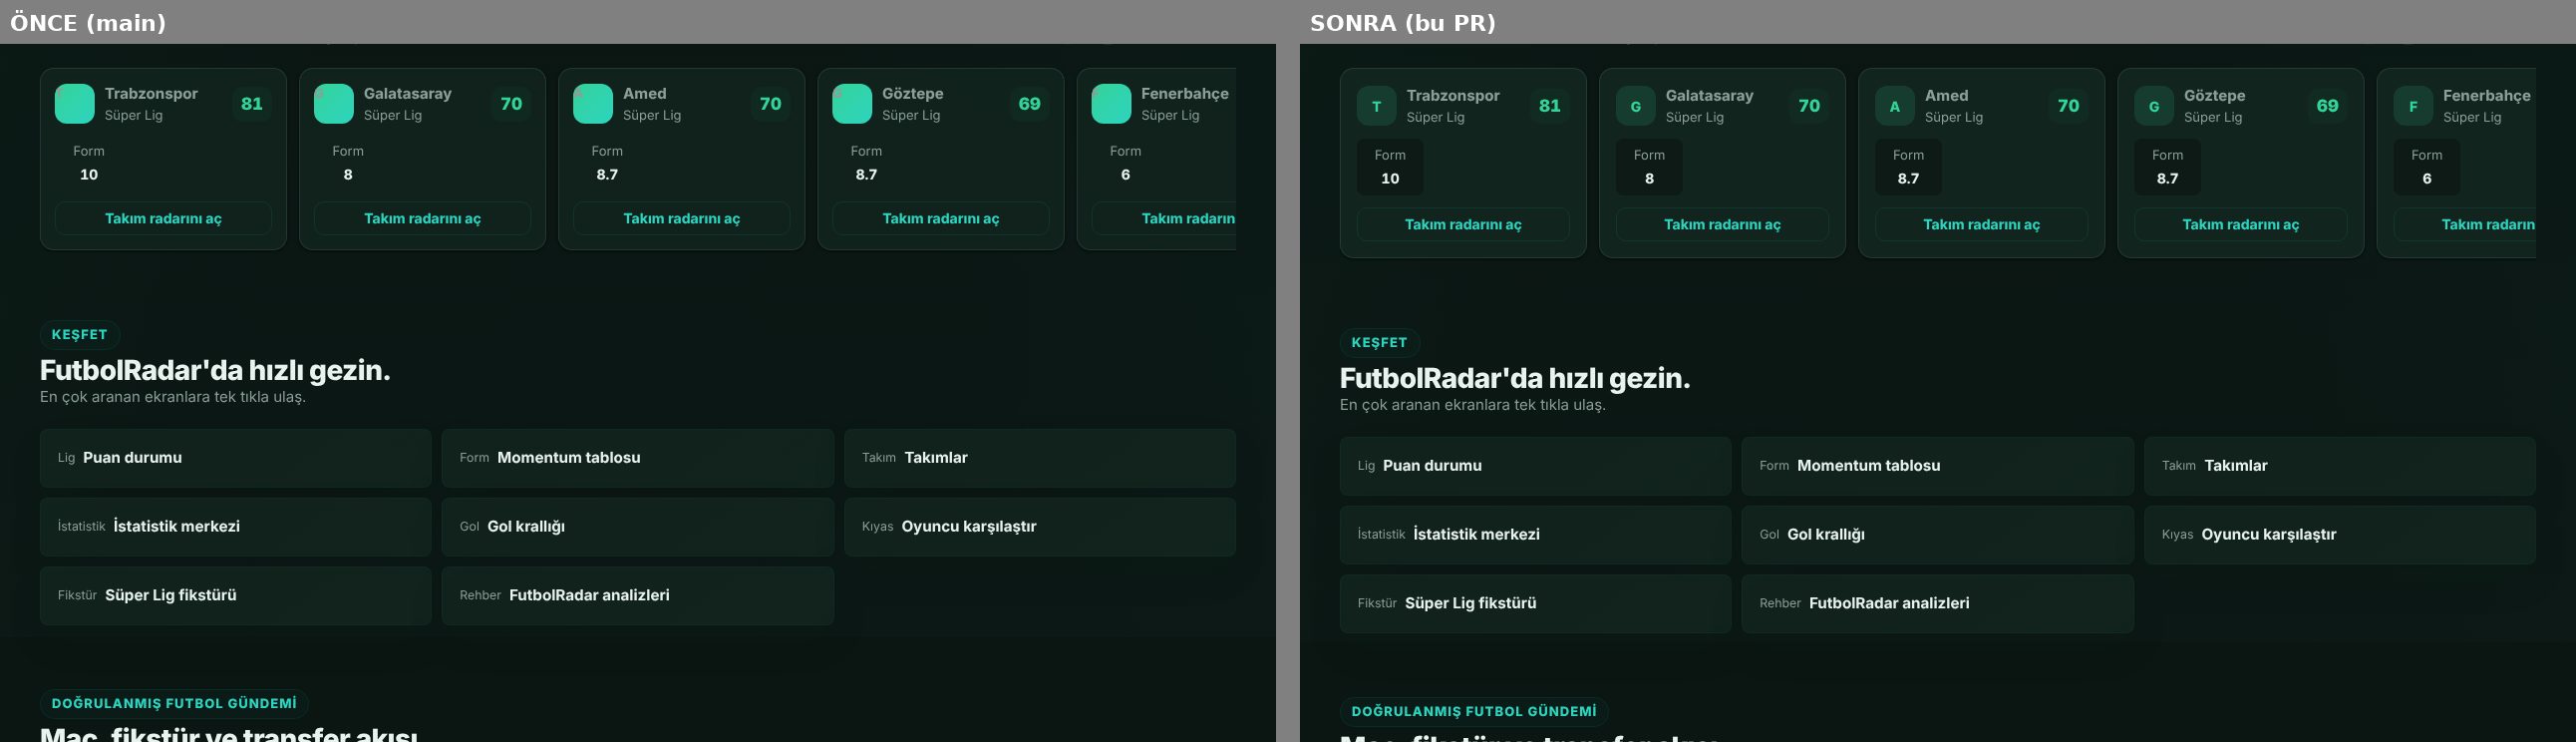 ÖNCE (main)
Trabzonspor
Süper Lig
81
Form
10
Takım radarını aç
Galatasaray
Süper Lig
70
Form
8
Takım radarını aç
Amed
Süper Lig
70
Form
8.7
Takım radarını aç
Göztepe
Süper Lig
69
Form
8.7
Takım radarını aç
Fenerbahçe
Süper Lig
Form
6
Takım radarın
KEŞFET
FutbolRadar'da hızlı gezin.
En çok aranan ekranlara tek tıkla ulaş.
Lig Puan durumu
Form Momentum tablosu
Takım Takımlar
İstatistik İstatistik merkezi
Gol Gol krallığı
Kıyas Oyuncu karşılaştır
Fikstür Süper Lig fikstürü
Rehber FutbolRadar analizleri
DOĞRULANMIŞ FUTBOL GÜNDEMİ
Maç, fikstür ve transfer akışı
SONRA (bu PR)
T
Trabzonspor
Süper Lig
81
Form
10
Takım radarını aç
G
Galatasaray
Süper Lig
70
Form
8
Takım radarını aç
A
Amed
Süper Lig
70
Form
8.7
Takım radarını aç
G
Göztepe
Süper Lig
69
Form
8.7
Takım radarını aç
F
Fenerbahçe
Süper Lig
Form
6
Takım radarın
KEŞFET
FutbolRadar'da hızlı gezin.
En çok aranan ekranlara tek tıkla ulaş.
Lig Puan durumu
Form Momentum tablosu
Takım Takımlar
İstatistik İstatistik merkezi
Gol Gol krallığı
Kıyas Oyuncu karşılaştır
Fikstür Süper Lig fikstürü
Rehber FutbolRadar analizleri
DOĞRULANMIŞ FUTBOL GÜNDEMİ